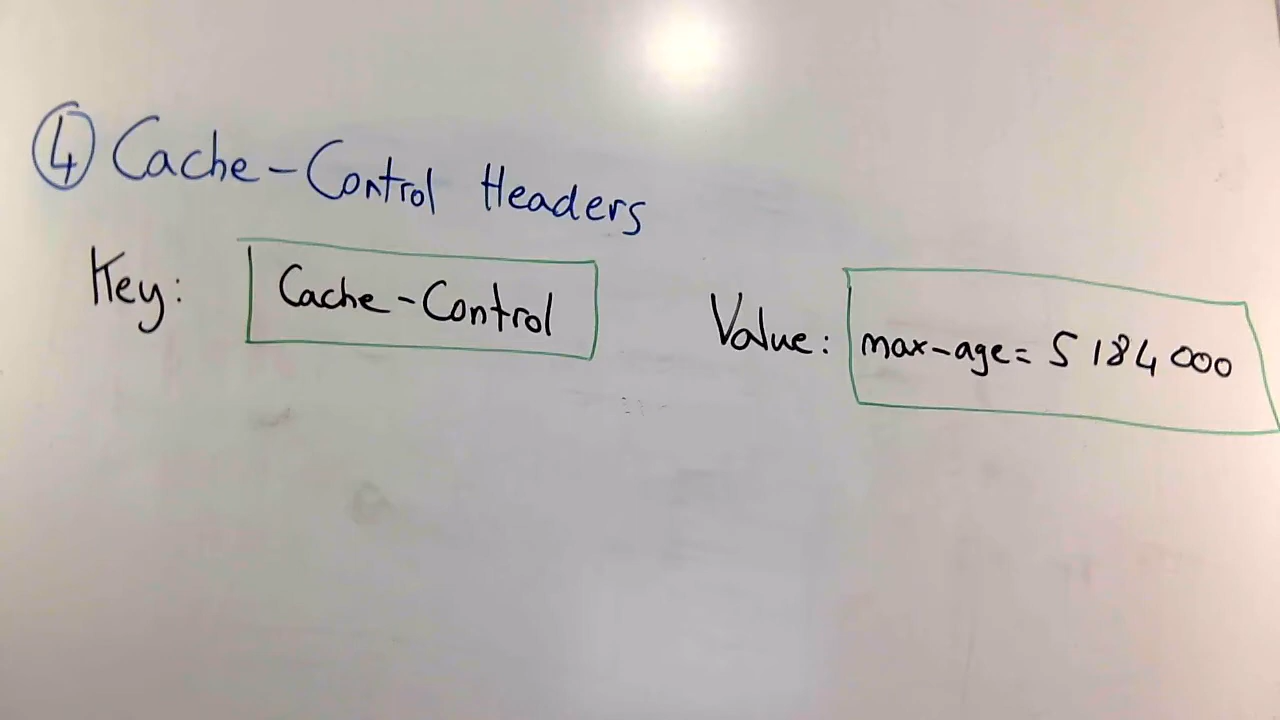 ④ Cache-Control Headers
Key: Cache-Control Value: max-age=5184000